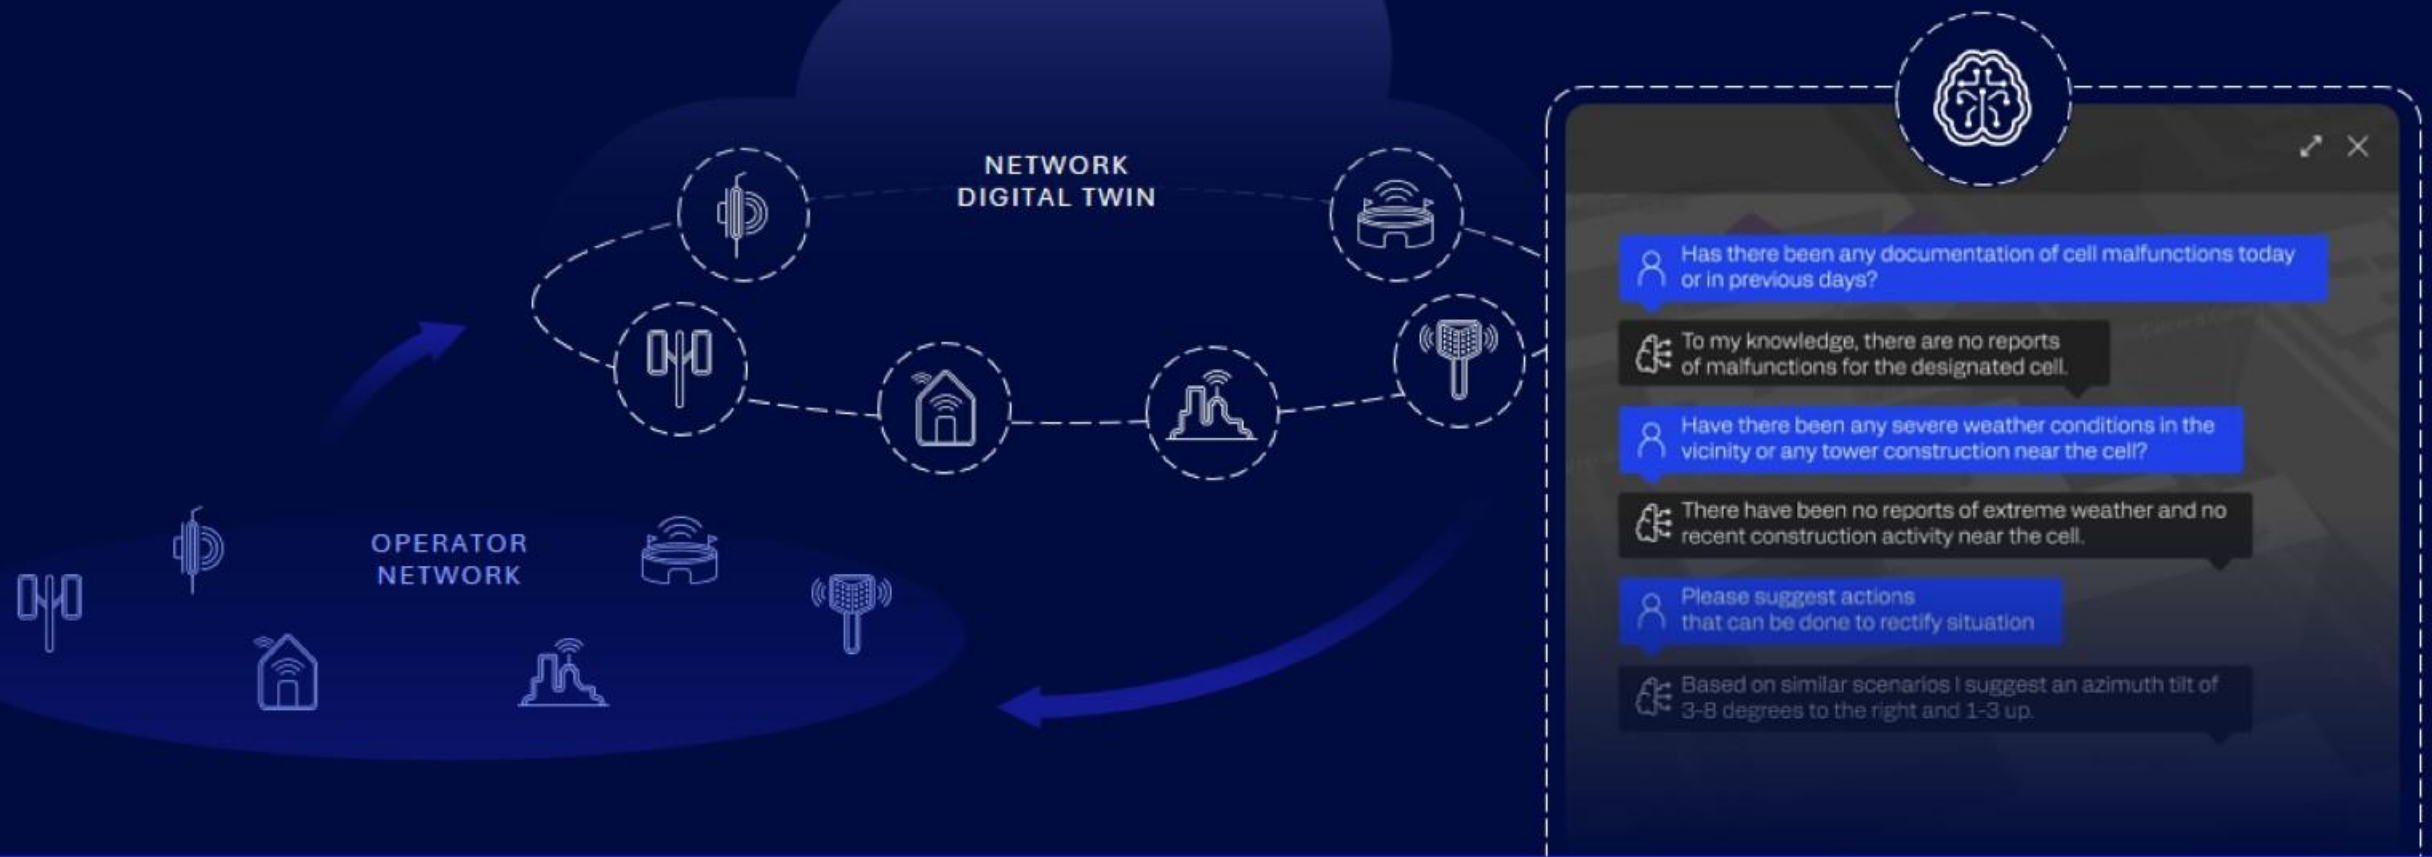 NETWORK
DIGITAL TWIN
OPERATOR
NETWORK
Has there been any documentation of cell malfunctions today
or in previous days?
To my knowledge, there are no reports
of malfunctions for the designated cell.
Have there been any severe weather conditions in the
vicinity or any tower construction near the cell?
There have been no reports of extreme weather and no
recent construction activity near the cell.
Please suggest actions
that can be done to rectify situation
Based on similar scenarios I suggest an azimuth tilt of
3-8 degrees to the right and 1-3 up.